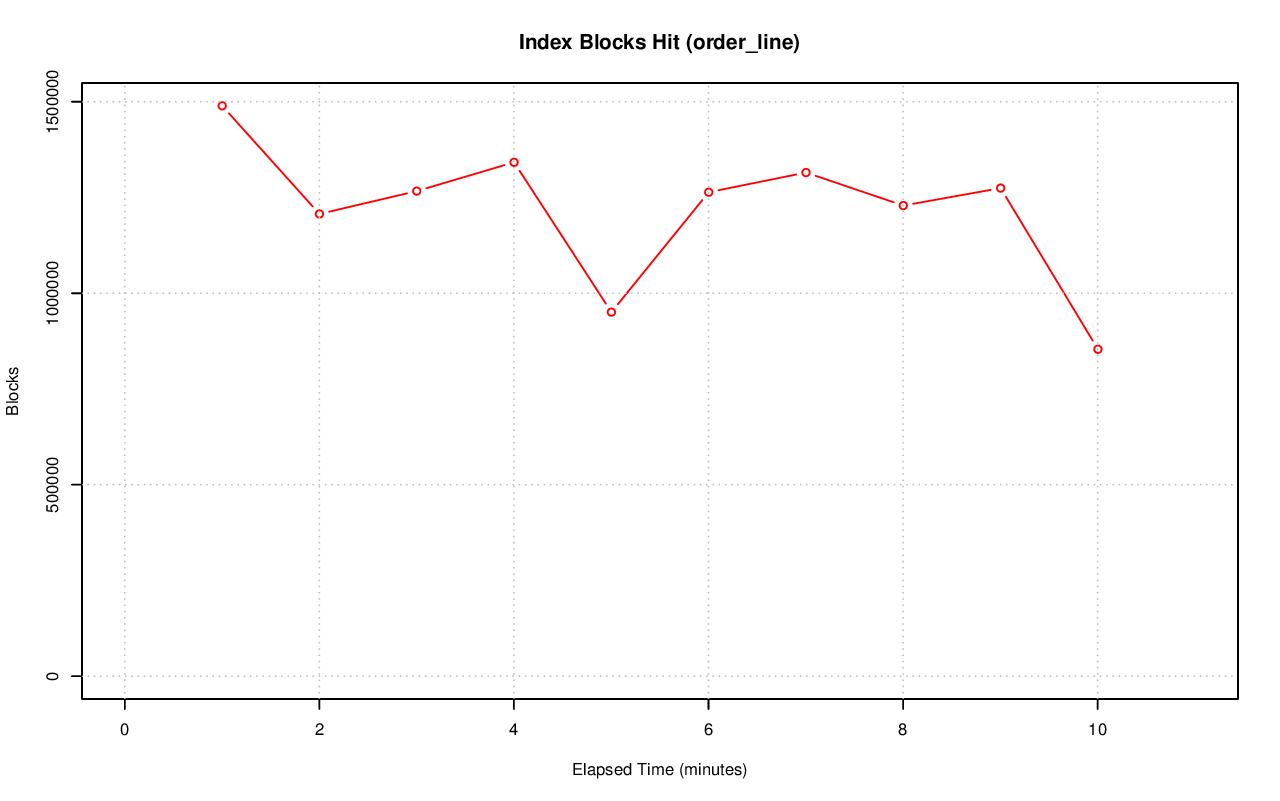 Index Blocks Hit (order_line)
Blocks
1500000
1000000
500000
0
0 2 4 6 8 10
Elapsed Time (minutes)